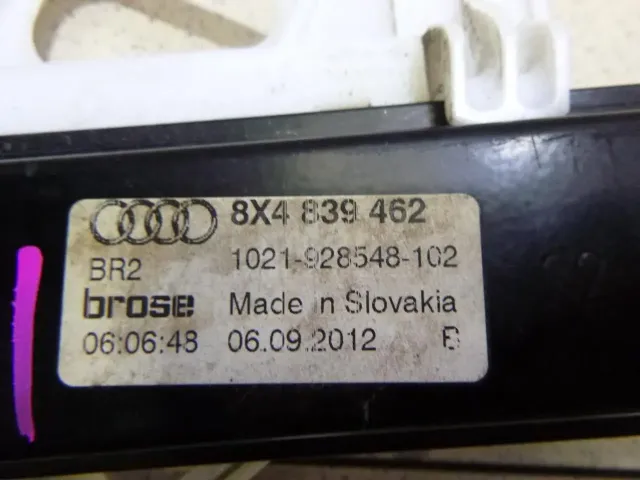 8X4 839 462
BR2 1021-928548-102
brose Made in Slovakia
06:06:48 06.09.2012 B